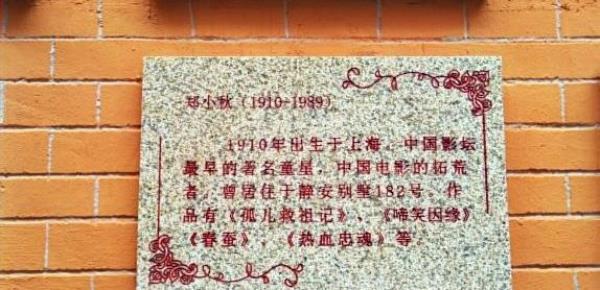 郑小秋（1910-1989）
1910年出生于上海。中国影坛
最早的著名童星，中国电影的拓荒
者，曾居住于静安别墅182号。作
品有《孤儿救祖记》、《啼笑因缘》
《春蚕》、《热血忠魂》等。